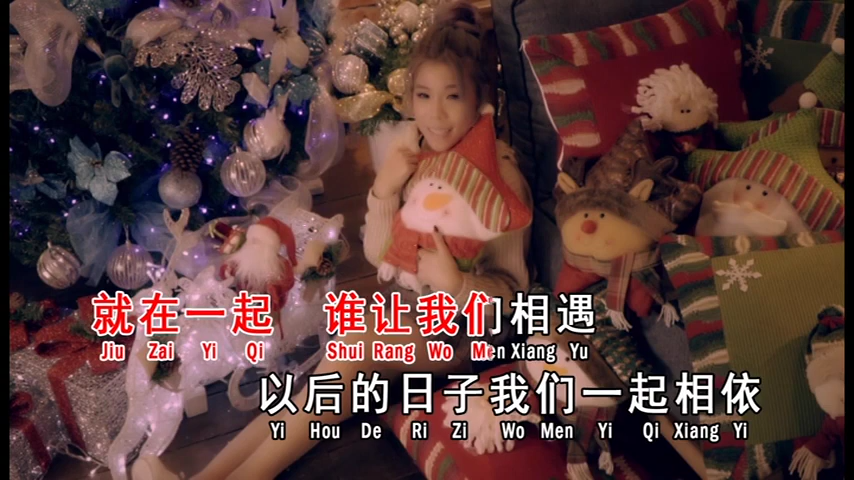 就在一起 谁让我们相遇
Jiu Zai Yi Qi Shui Rang Wo Men Xiang Yu
以后的日子我们一起相依
Yi Hou De Ri Zi Wo Men Yi Qi Xiang Yi